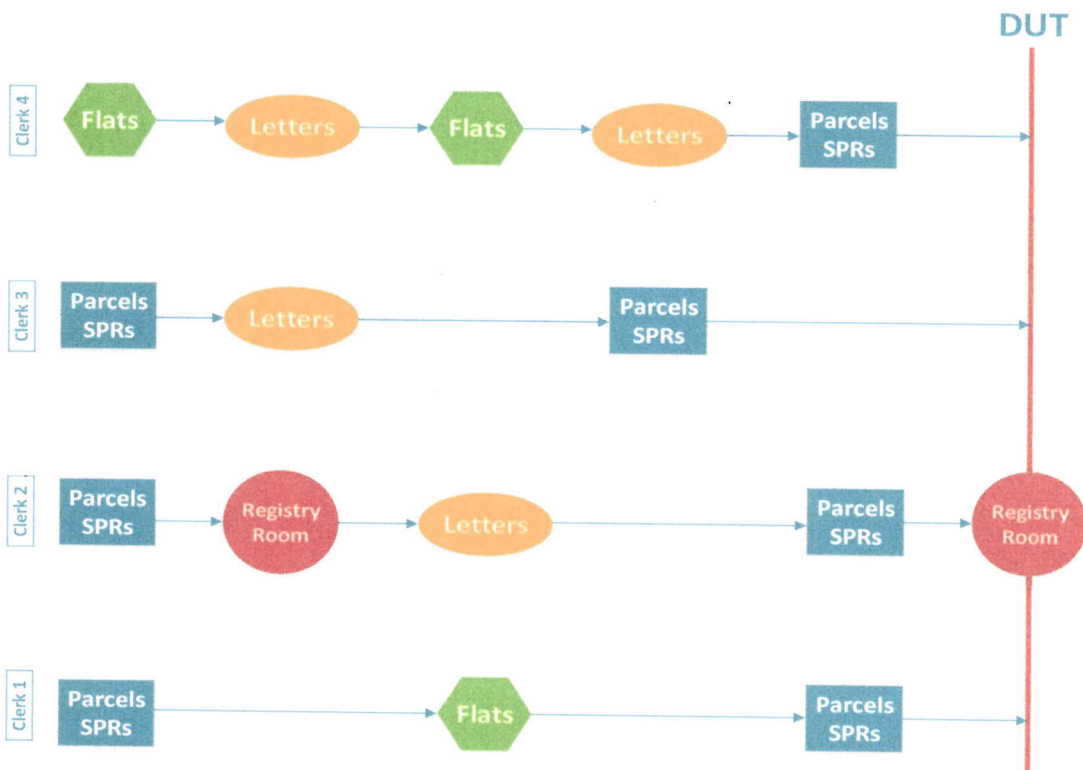 DUT
Clerk 4
Flats
Letters
Flats
Letters
Parcels
SPRs
Clerk 3
Parcels
SPRs
Letters
Parcels
SPRs
Clerk 2
Parcels
SPRs
Registry
Room
Letters
Parcels
SPRs
Registry
Room
Clerk 1
Parcels
SPRs
Flats
Parcels
SPRs